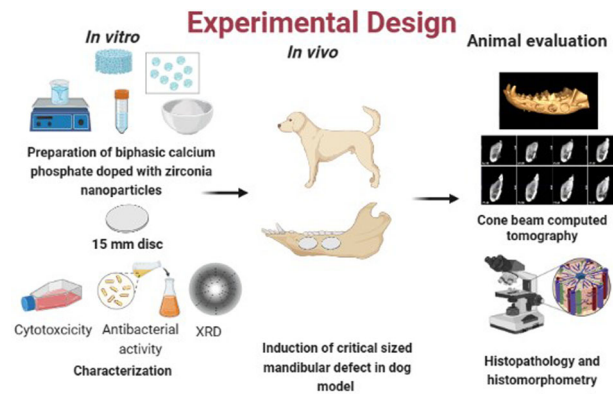 Experimental Design
In vitro
In vivo
Animal evaluation
Preparation of biphasic calcium
phosphate doped with zirconia
nanoparticles
15 mm disc
Cytotoxcicity
Antibacterial
activity
XRD
Characterization
Induction of critical sized
mandibular defect in dog
model
Cone beam computed
tomography
Histopathology and
histomorphometry